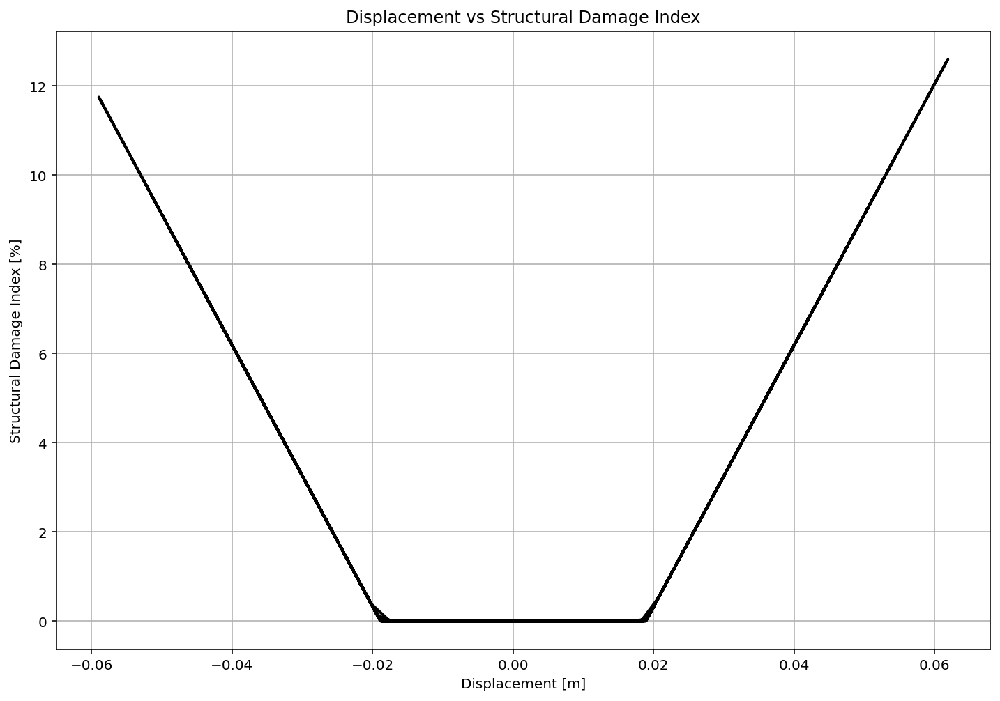 Displacement vs Structural Damage Index
12
10
8
6
4
2
0
Structural Damage Index [%]
−0.06 −0.04 −0.02 0.00 0.02 0.04 0.06
Displacement [m]